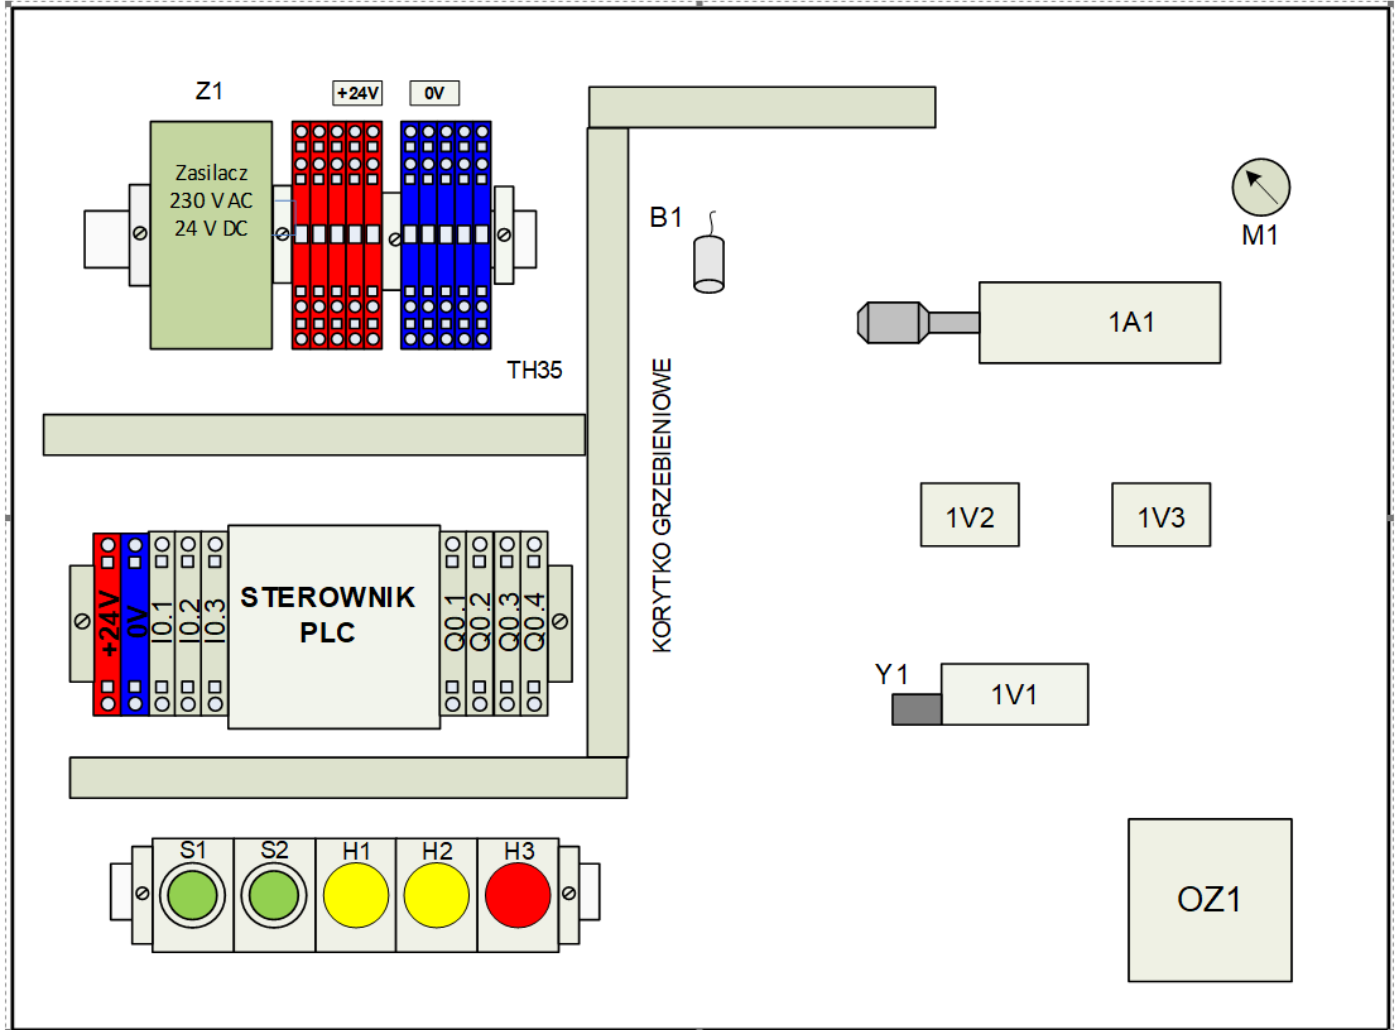 Z1
+24V
0V
Zasilacz
230 V AC
24 V DC
TH35
B1
M1
1A1
KORYTKO GRZEBIENIOWE
1V2
1V3
+24V
0V
I0.1
I0.2
I0.3
STEROWNIK
PLC
Q0.1
Q0.2
Q0.3
Q0.4
Y1
1V1
S1
S2
H1
H2
H3
OZ1